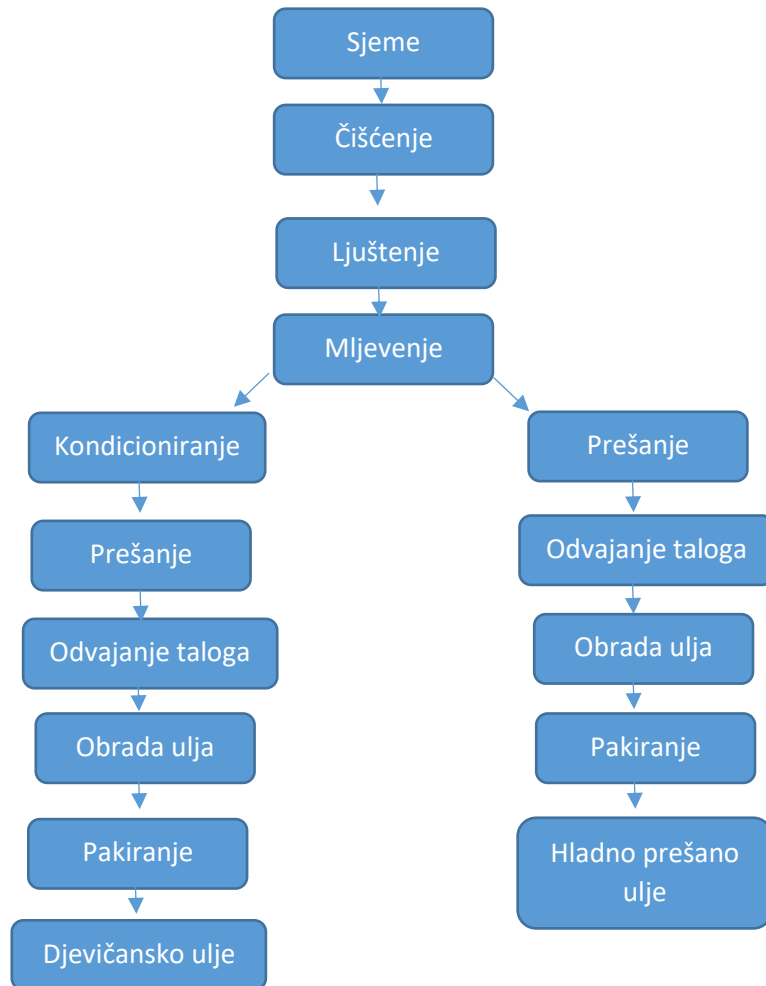 Sjeme
Čišćenje
Ljuštenje
Mljevenje
Kondicioniranje
Prešanje
Odvajanje taloga
Obrada ulja
Pakiranje
Djevičansko ulje
Prešanje
Odvajanje taloga
Obrada ulja
Pakiranje
Hladno prešano
ulje